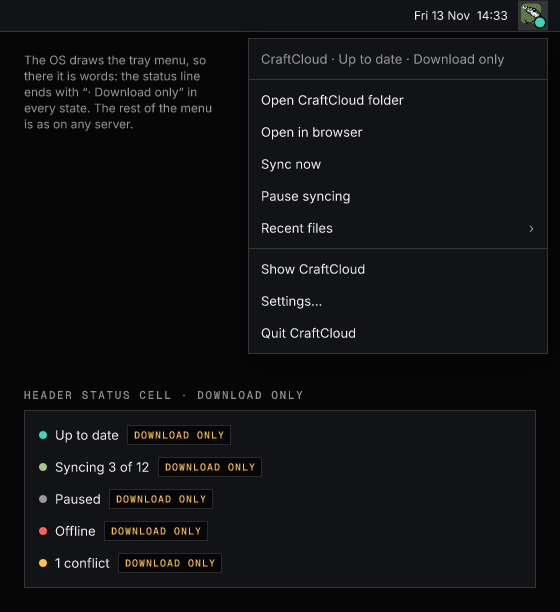 Fri 13 Nov 14:33
The OS draws the tray menu, so
there it is words: the status line
ends with “· Download only” in
every state. The rest of the menu
is as on any server.
CraftCloud · Up to date · Download only
Open CraftCloud folder
Open in browser
Sync now
Pause syncing
Recent files ›
Show CraftCloud
Settings...
Quit CraftCloud
HEADER STATUS CELL · DOWNLOAD ONLY
Up to date DOWNLOAD ONLY
Syncing 3 of 12 DOWNLOAD ONLY
Paused DOWNLOAD ONLY
Offline DOWNLOAD ONLY
1 conflict DOWNLOAD ONLY